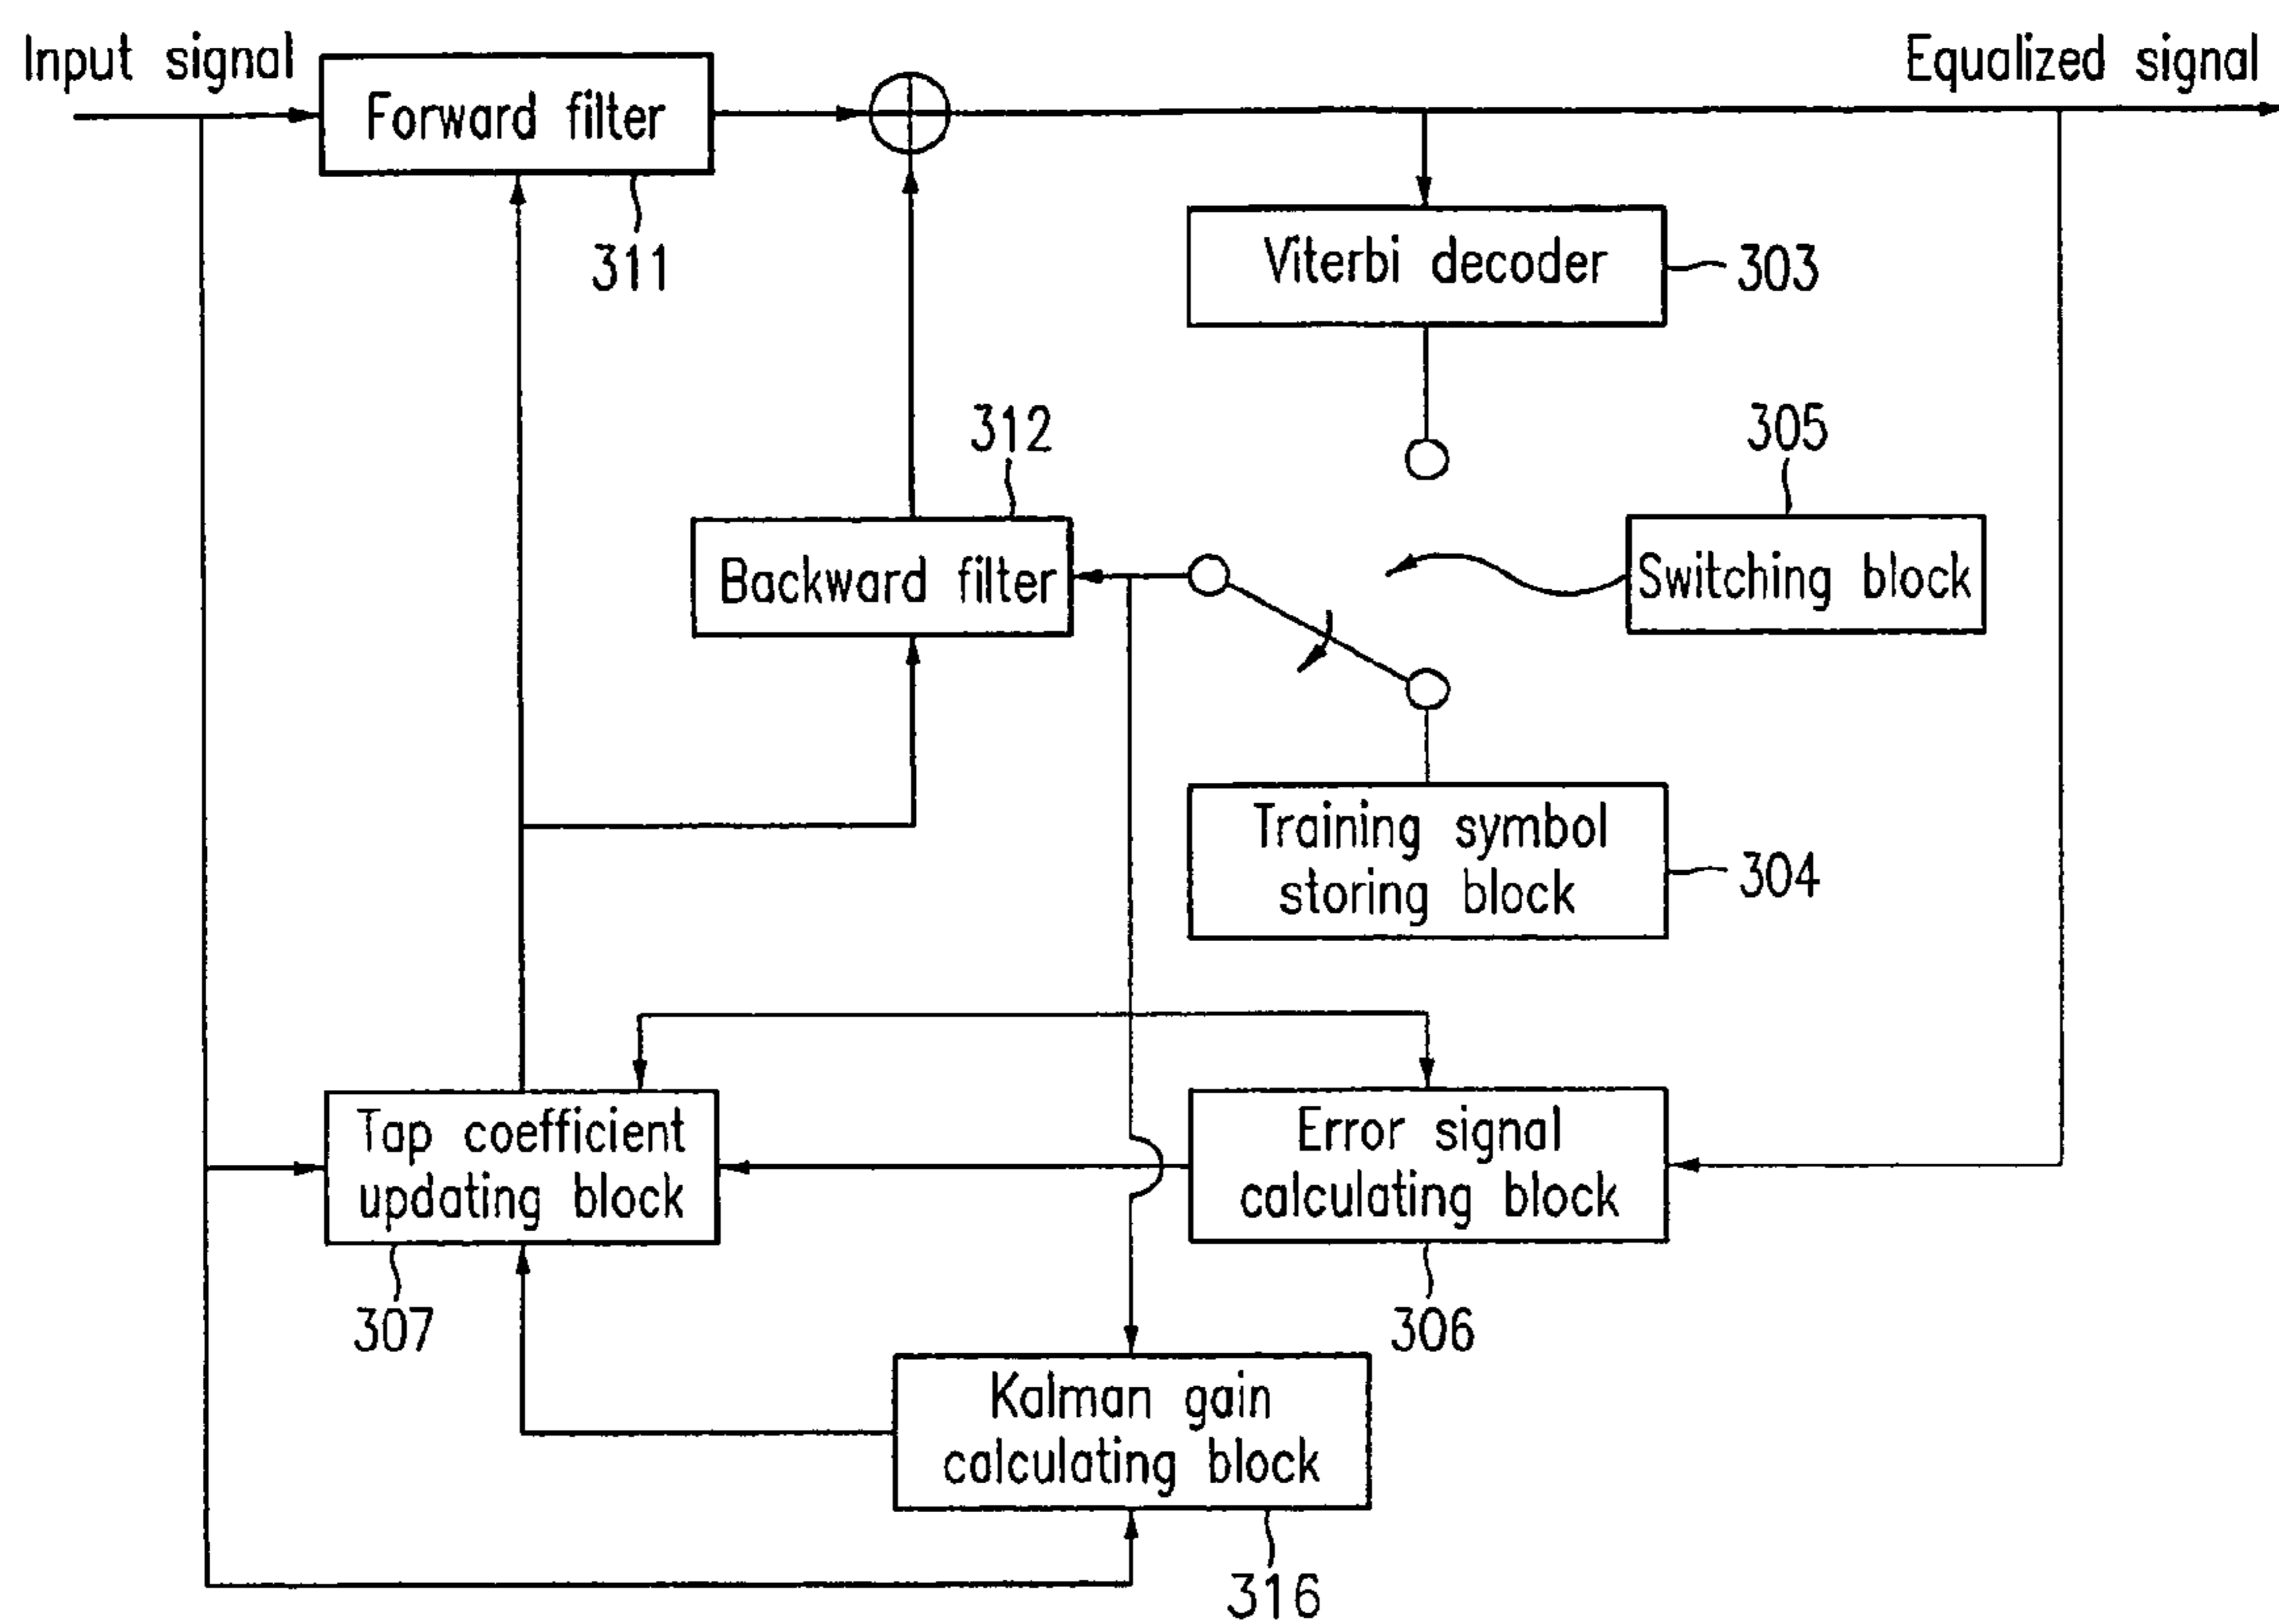 Input signal
Equalized signal
Forward filter
311
Viterbi decoder
303
312
305
Backward filter
Switching block
Training symbol
storing block
304
Tap coefficient
updating block
307
Error signal
calculating block
306
Kalman gain
calculating block
316